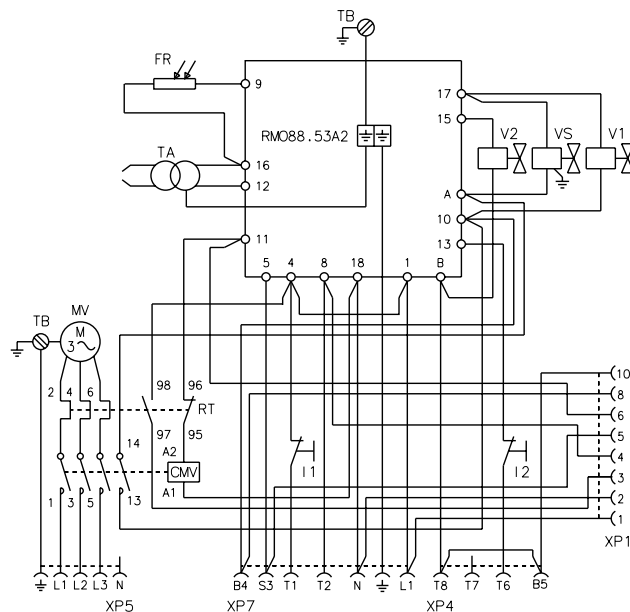 TB
FR
9
17
15
RMO88.53A2
V2 VS V1
TA
16
12
A
10
11
13
5 4 8 18 1 B
MV
TB
M
3
10
8
98 96
2 4 6
RT
6
14
97 95
5
A2
4
CMV
I1 I2
3
A1
1 3 5 13
2
1
XP1
L1 L2 L3 N
B4 S3 T1 T2 N L1 T8 T7 T6 B5
XP5 XP7 XP4